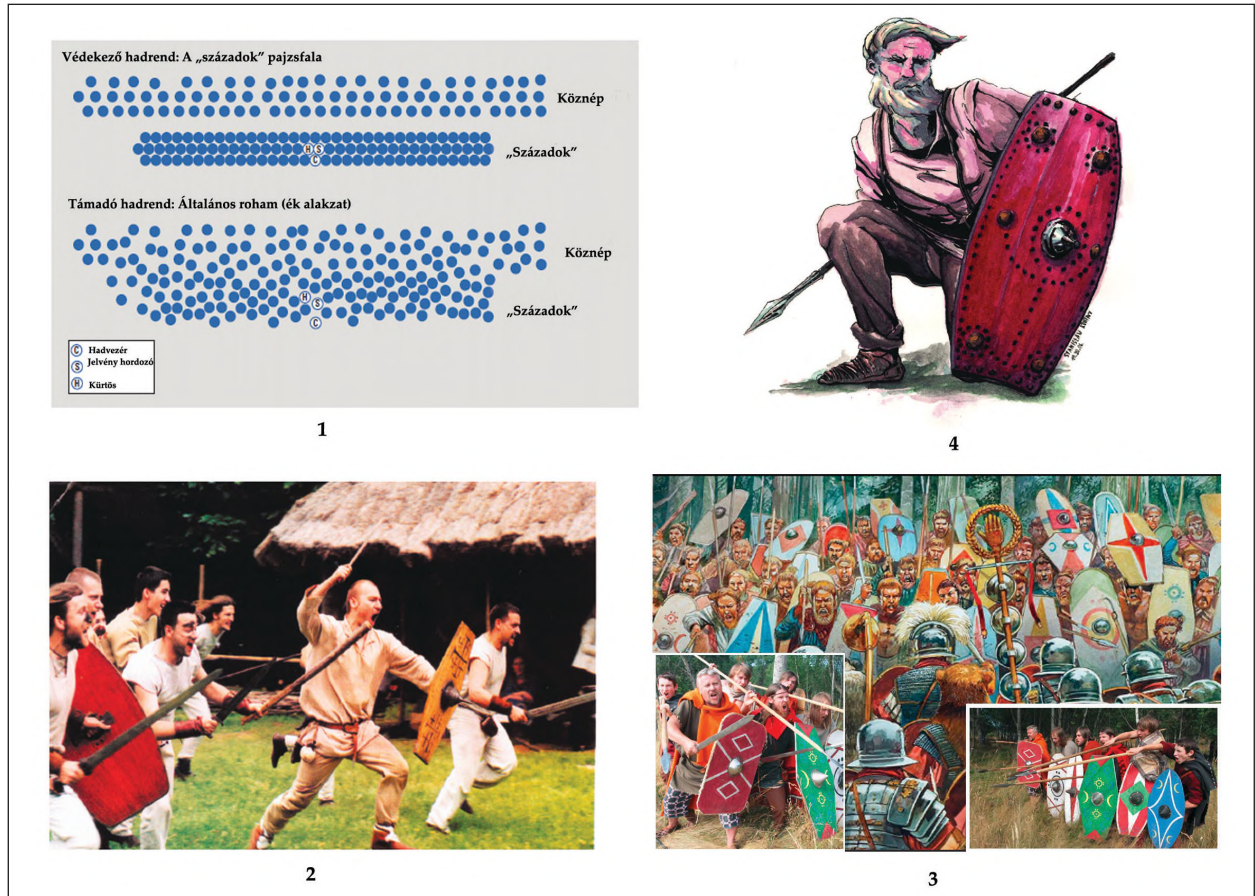 Védekező hadrend: A „századok” pajzsfala
Köznép
H S
C
„Századok”
Támadó hadrend: Általános roham (ék alakzat)
Köznép
H
S
C
„Századok”
C Hadvezér
S Jelvény hordozó
H Kürtös
1
4
2
3